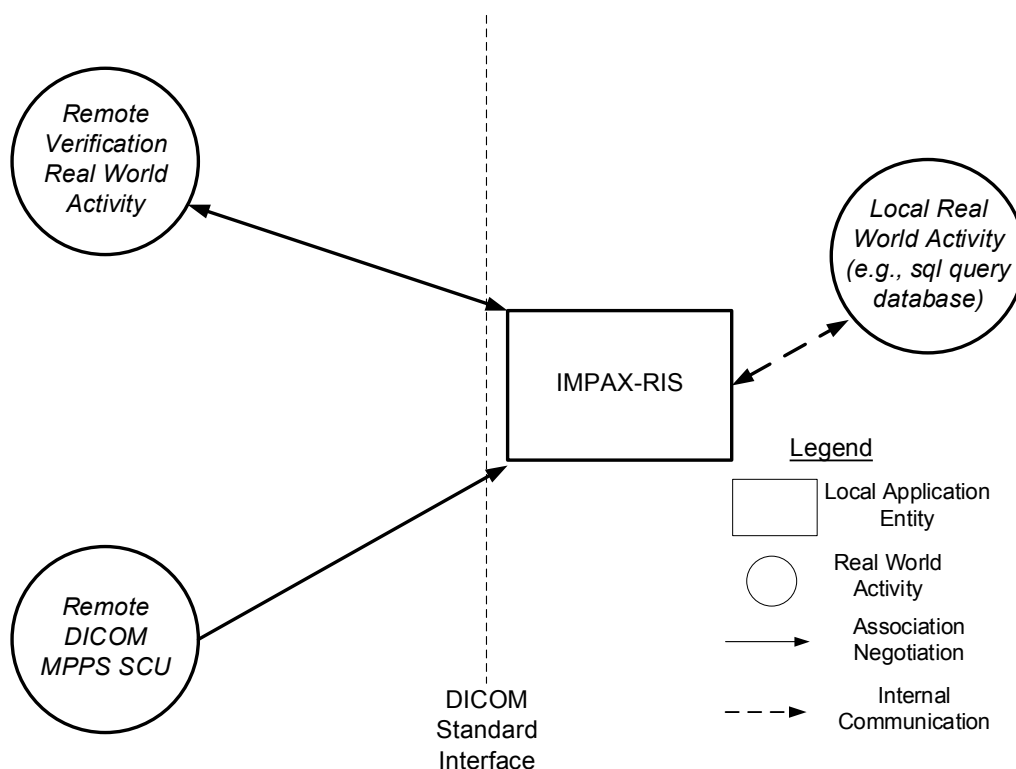 Remote
Verification
Real World
Activity
Local Real
World Activity
(e.g., sql query
database)
IMPAX-RIS
Legend
Local Application
Entity
Real World
Activity
Association
Negotiation
Internal
Communication
Remote
DICOM
MPPS SCU
DICOM
Standard
Interface